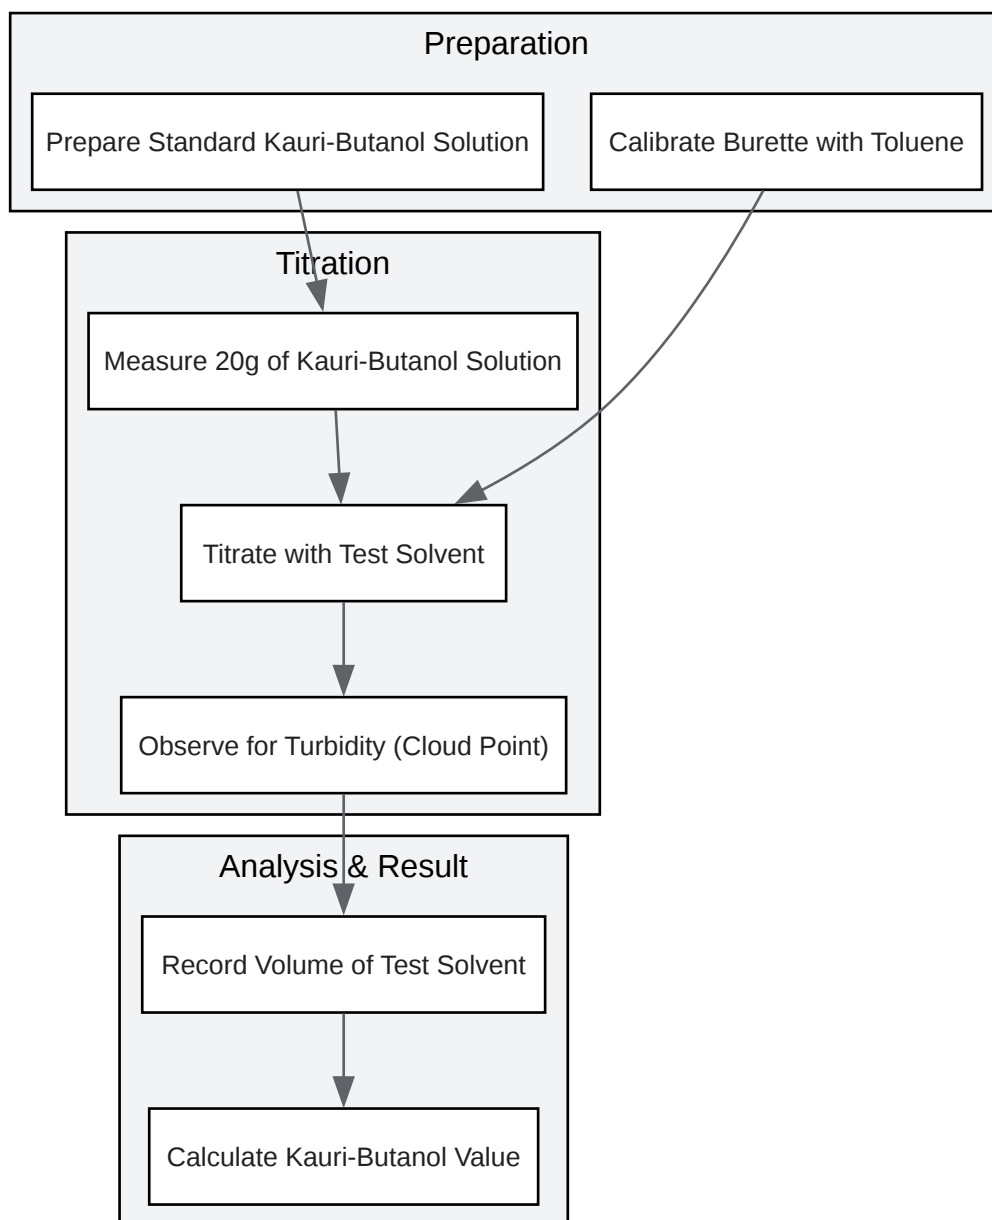 Preparation
Prepare Standard Kauri-Butanol Solution
Calibrate Burette with Toluene
Titration
Measure 20g of Kauri-Butanol Solution
Titrate with Test Solvent
Observe for Turbidity (Cloud Point)
Analysis & Result
Record Volume of Test Solvent
Calculate Kauri-Butanol Value